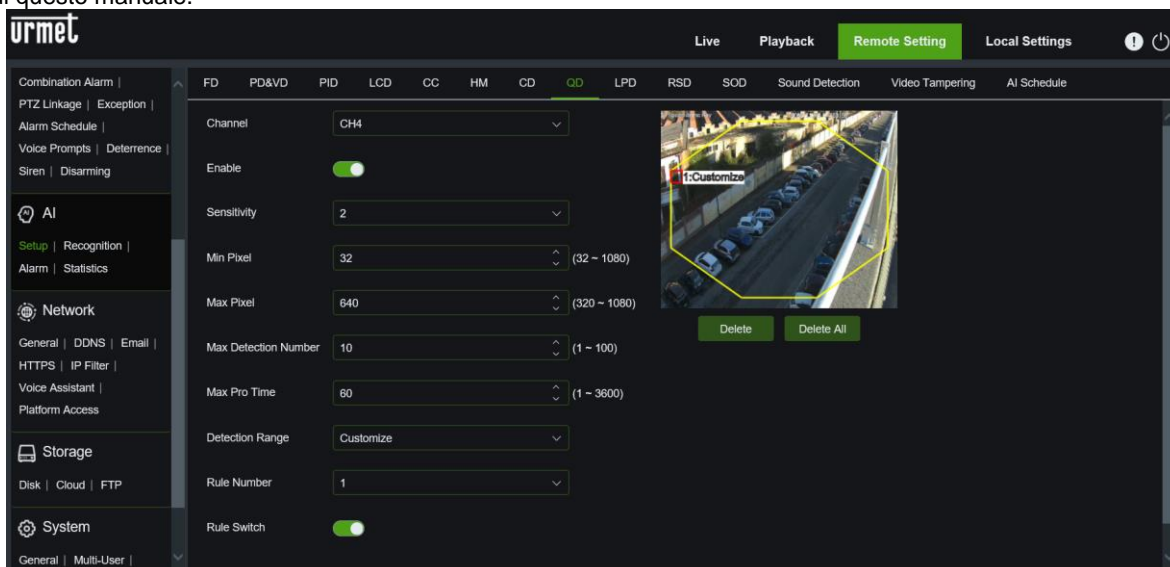 di questo manuale.
urmet
Live Playback Remote Setting Local Settings
Combination Alarm |
PTZ Linkage | Exception |
Alarm Schedule |
Voice Prompts | Deterrence |
Siren | Disarming
AI
Setup | Recognition |
Alarm | Statistics
Network
General | DDNS | Email |
HTTPS | IP Filter |
Voice Assistant |
Platform Access
Storage
Disk | Cloud | FTP
System
General | Multi-User |
FD PD&VD PID LCD CC HM CD QD LPD RSD SOD Sound Detection Video Tampering AI Schedule
Channel CH4
Enable
Sensitivity 2
Min Pixel 32 (32 ~ 1080)
Max Pixel 640 (320 ~ 1080)
Max Detection Number 10 (1 ~ 100)
Max Pro Time 60 (1 ~ 3600)
Detection Range Customize
Rule Number 1
Rule Switch
1:Customize
Delete Delete All